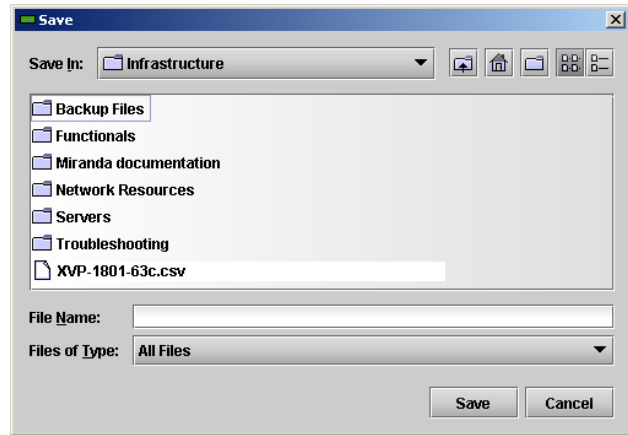 Save
Save In: Infrastructure
Backup Files
Functionals
Miranda documentation
Network Resources
Servers
Troubleshooting
XVP-1801-63c.csv
File Name:
Files of Type: All Files
Save Cancel